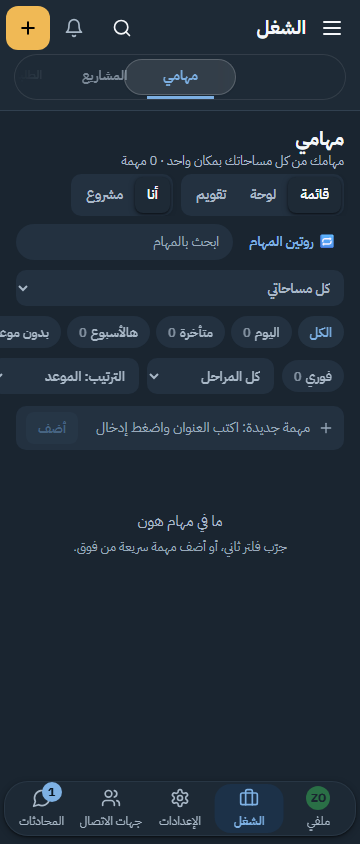 الشغل
مهامي
المشاريع
مهامي
مهامك من كل مساحاتك بمكان واحد · 0 مهمة
قائمة لوحة تقويم أنا مشروع
روتين المهام ابحث بالمهام
كل مساحاتي
الكل اليوم 0 متأخرة 0 هالأسبوع 0 بدون
فوري 0 كل المراحل الترتيب: الموعد
مهمة جديدة: اكتب العنوان واضغط إدخال أضف
ما في مهام هون
جرّب فلتر تاني، أو أضف مهمة سريعة من فوق.
ZO 1
ملفي الشغل الإعدادات جهات الاتصال المحادثات